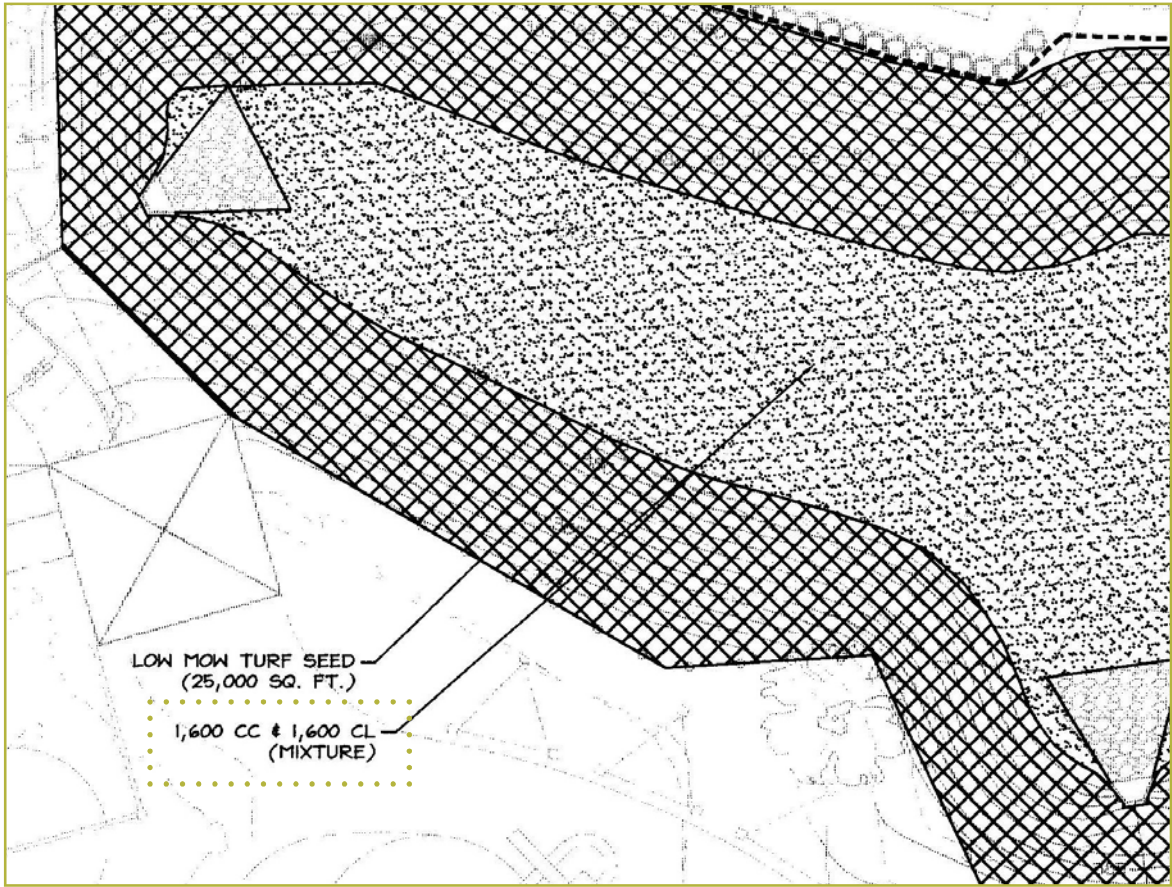 LOW MOW TURF SEED
(25,000 SQ. FT.)
1,600 CC & 1,600 CL
(MIXTURE)